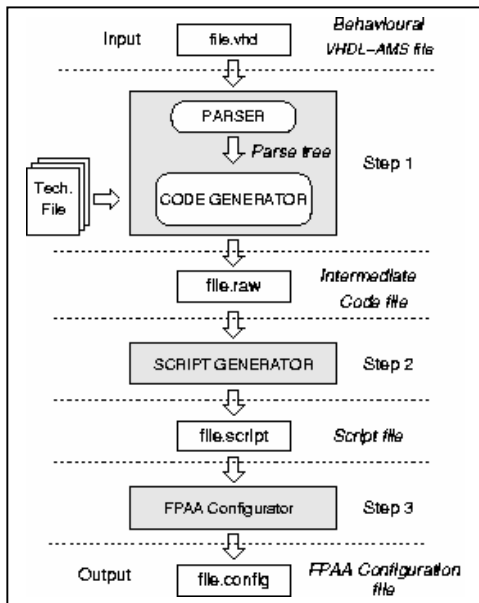 Input
file.vhd
Behavioural
VHDL-AMS file
PARSER
Parse tree
Step 1
Tech.
File
CODE GENERATOR
file.raw
Intermediate
Code file
SCRIPT GENERATOR
Step 2
file.script
Script file
FPAA Configurator
Step 3
Output
file.config
FPAA Configuration
file